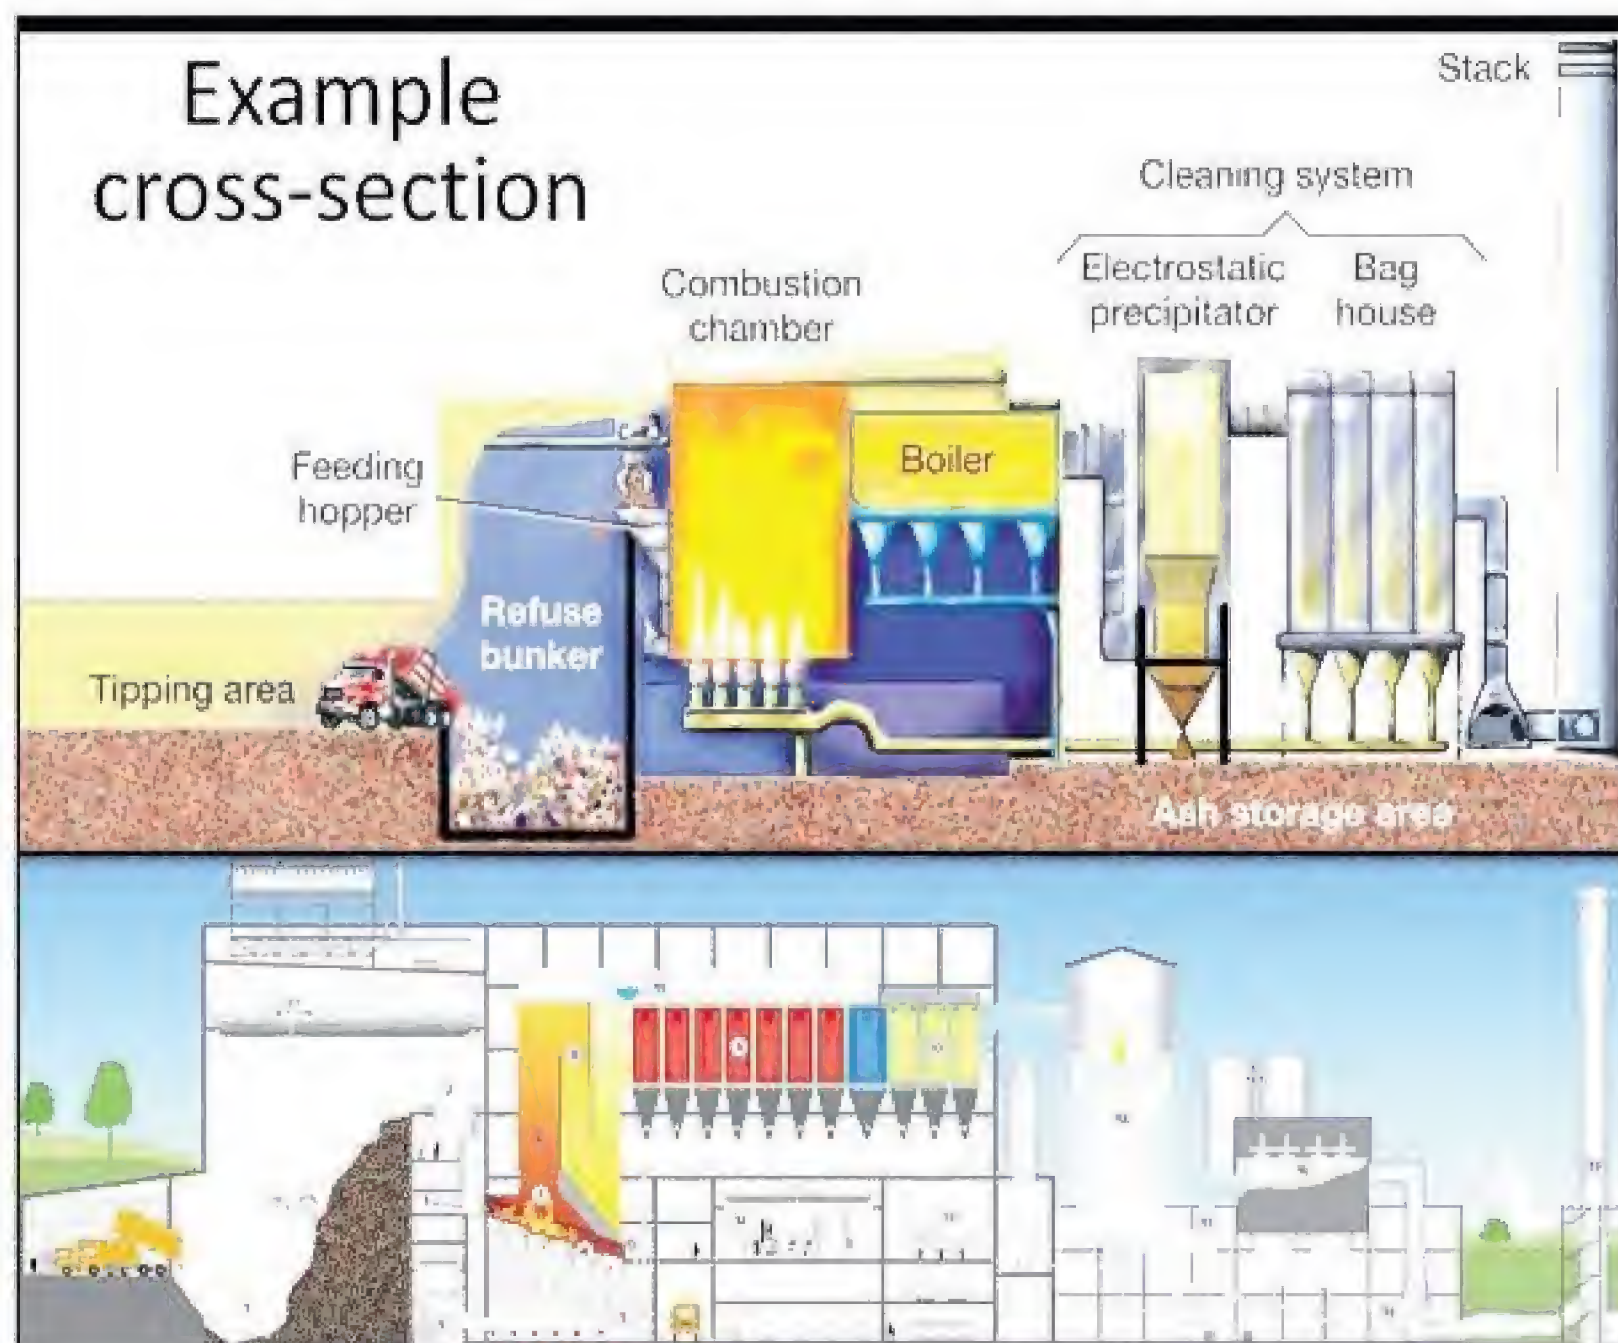 Example
cross-section
Stack
Cleaning system
Electrostatic
precipitator
Bag
house
Combustion
chamber
Boiler
Feeding
hopper
Refuse
bunker
Tipping area
Ash storage area